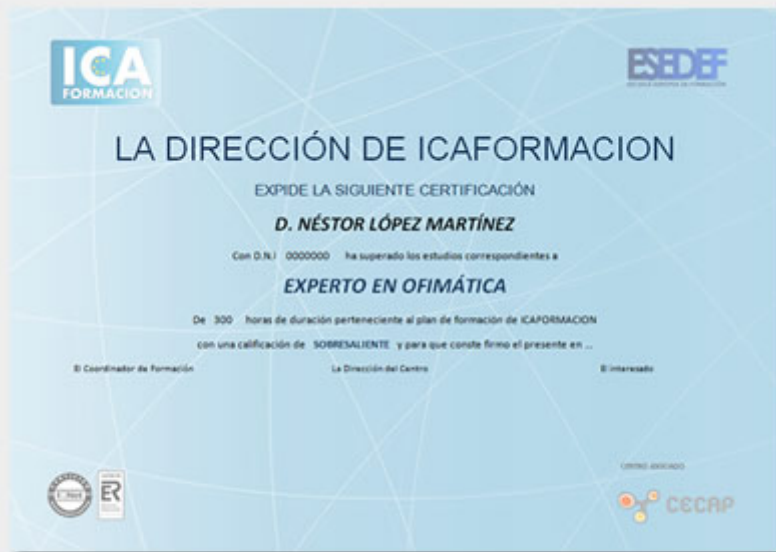 ICA
FORMACION
ESEDEF
LA DIRECCIÓN DE ICAFORMACION
EXPIDE LA SIGUIENTE CERTIFICACIÓN
D. NÉSTOR LÓPEZ MARTÍNEZ
Con D.N.I 0000000 ha superado los estudios correspondientes a
EXPERTO EN OFIMÁTICA
De 300 horas de duración perteneciente al plan de formación de ICAFORMACION
con una calificación de SOBRESALIENTE y para que conste firmo el presente en ...
El Coordinador de Formación La Dirección del Centro El interesado
CENTRO ASOCIADO
ER
CECAP